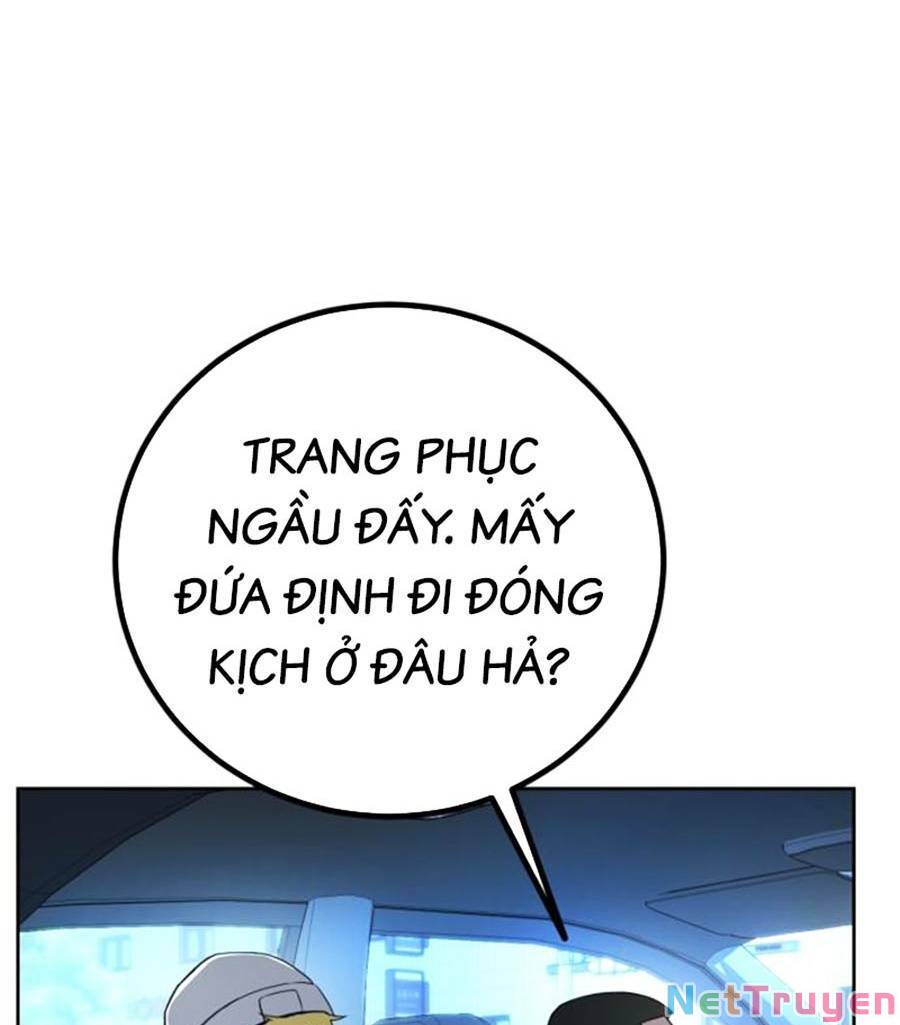 TRANG PHỤC
NGẦU ĐẤY. MẤY
ĐỨA ĐỊNH ĐI ĐÓNG
KỊCH Ở ĐÂU HẢ?
NetTruyen